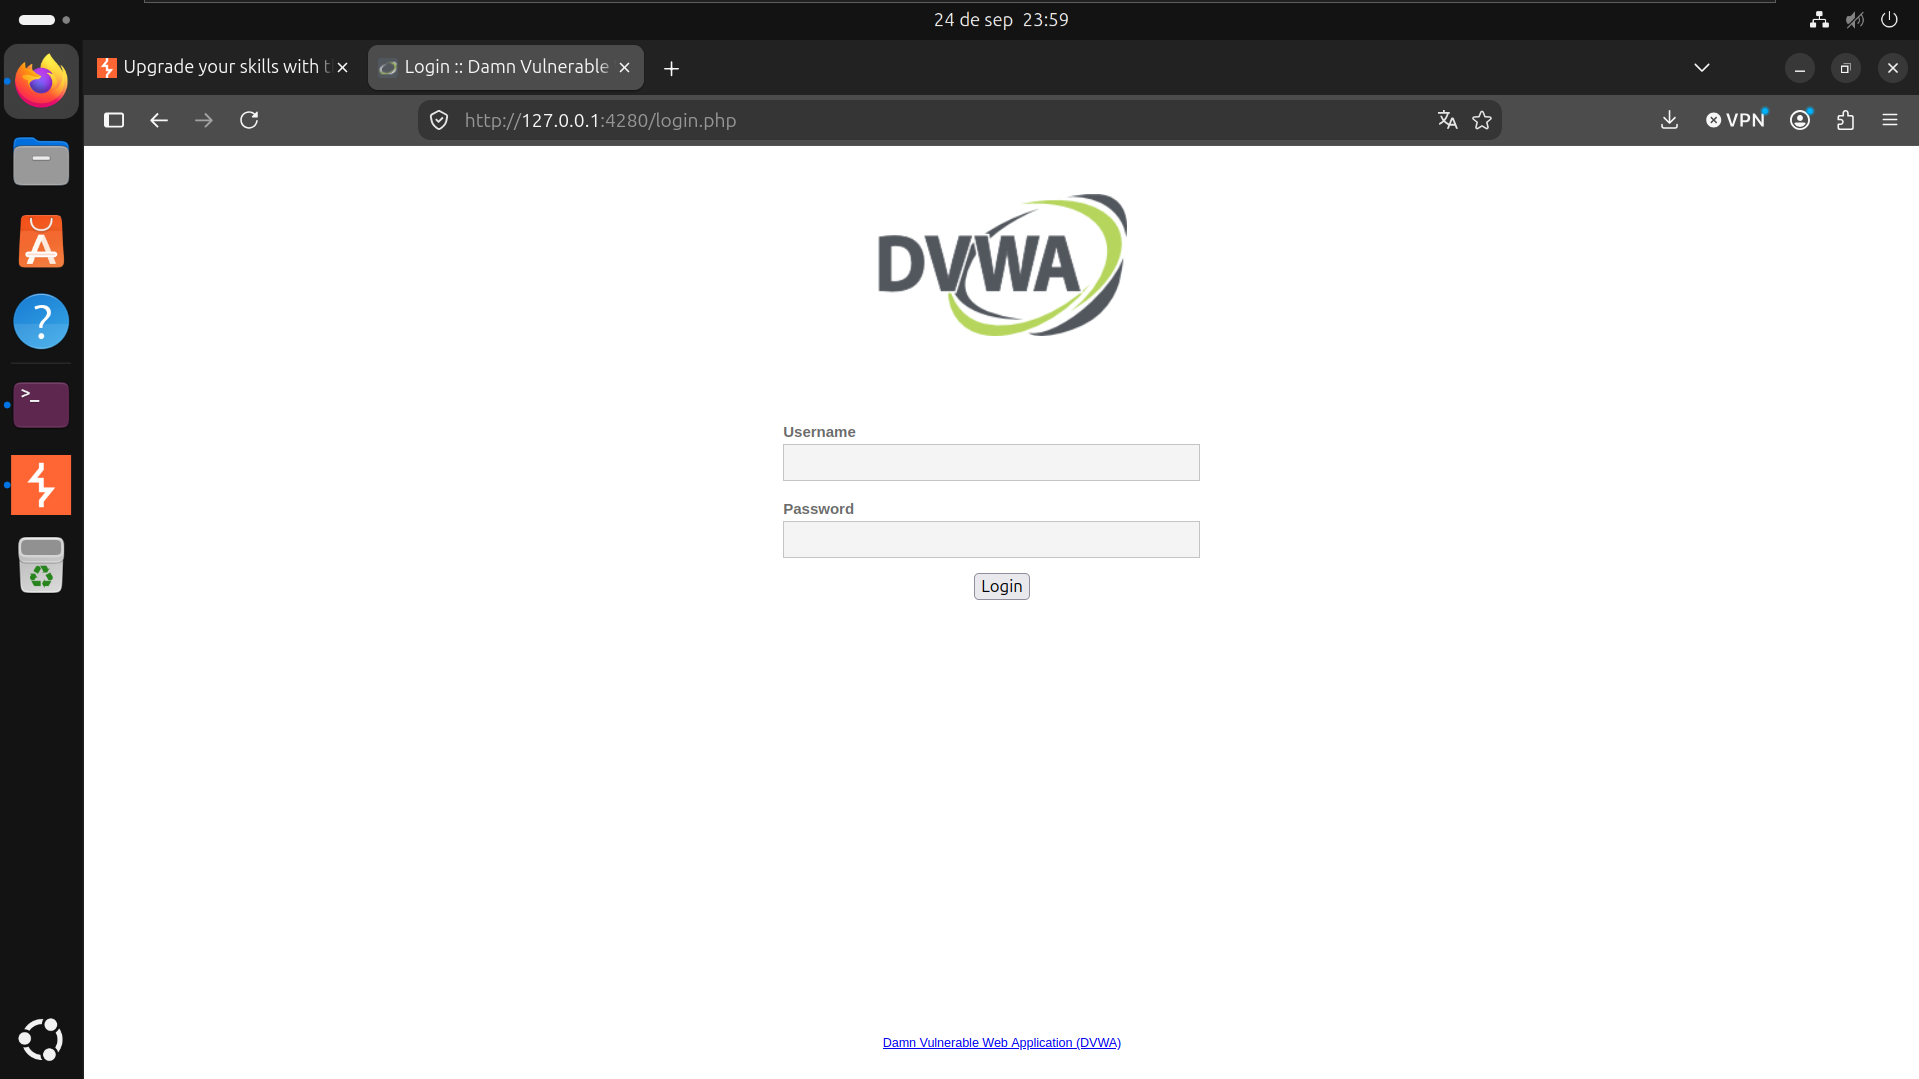 24 de sep 23:59
Upgrade your skills with t
Login :: Damn Vulnerable
http://127.0.0.1:4280/login.php
VPN
DVWA
Username
Password
Login
Damn Vulnerable Web Application (DVWA)